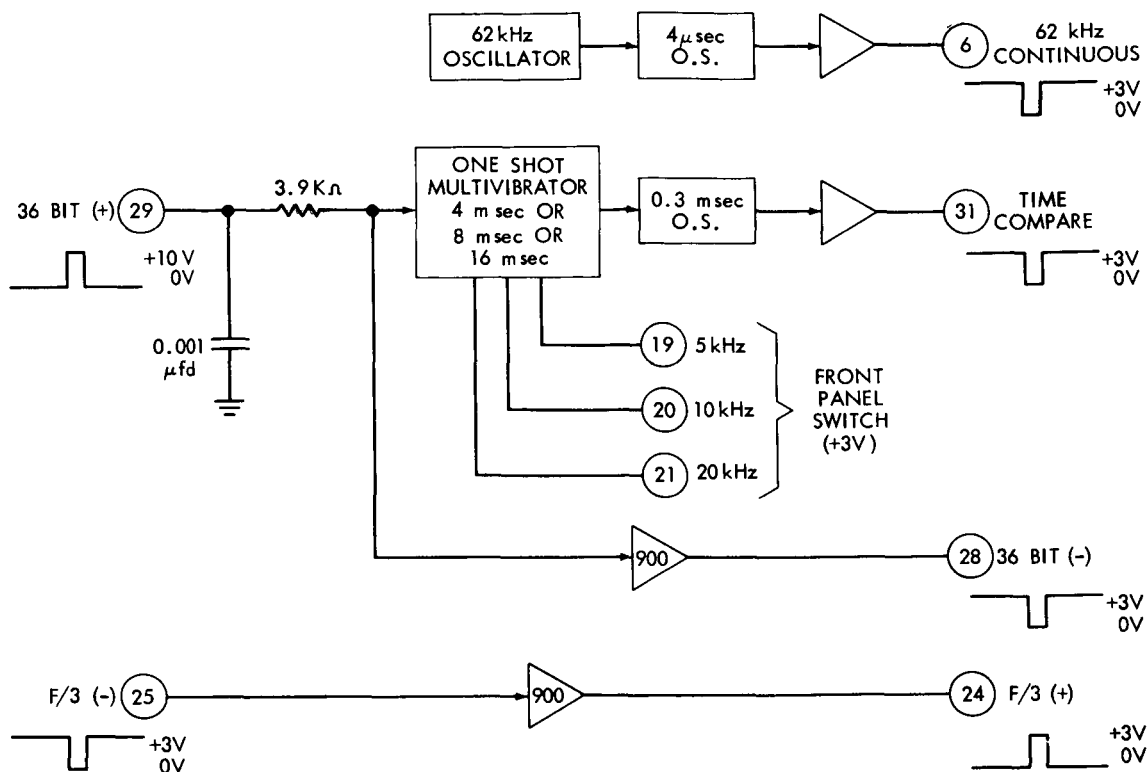 62 kHz
OSCILLATOR
4 μsec
O.S.
6
62 kHz
CONTINUOUS
+3V
0V
36 BIT (+)
29
+10 V
0V
3.9 KΩ
0.001
μfd
ONE SHOT
MULTIVIBRATOR
4 msec OR
8 msec OR
16 msec
0.3 msec
O.S.
31
TIME
COMPARE
+3V
0V
19
5 kHz
20
10 kHz
21
20 kHz
FRONT
PANEL
SWITCH
(+3V)
900
28
36 BIT (-)
+3V
0V
F/3 (-)
25
+3V
0V
900
24
F/3 (+)
+3V
0V